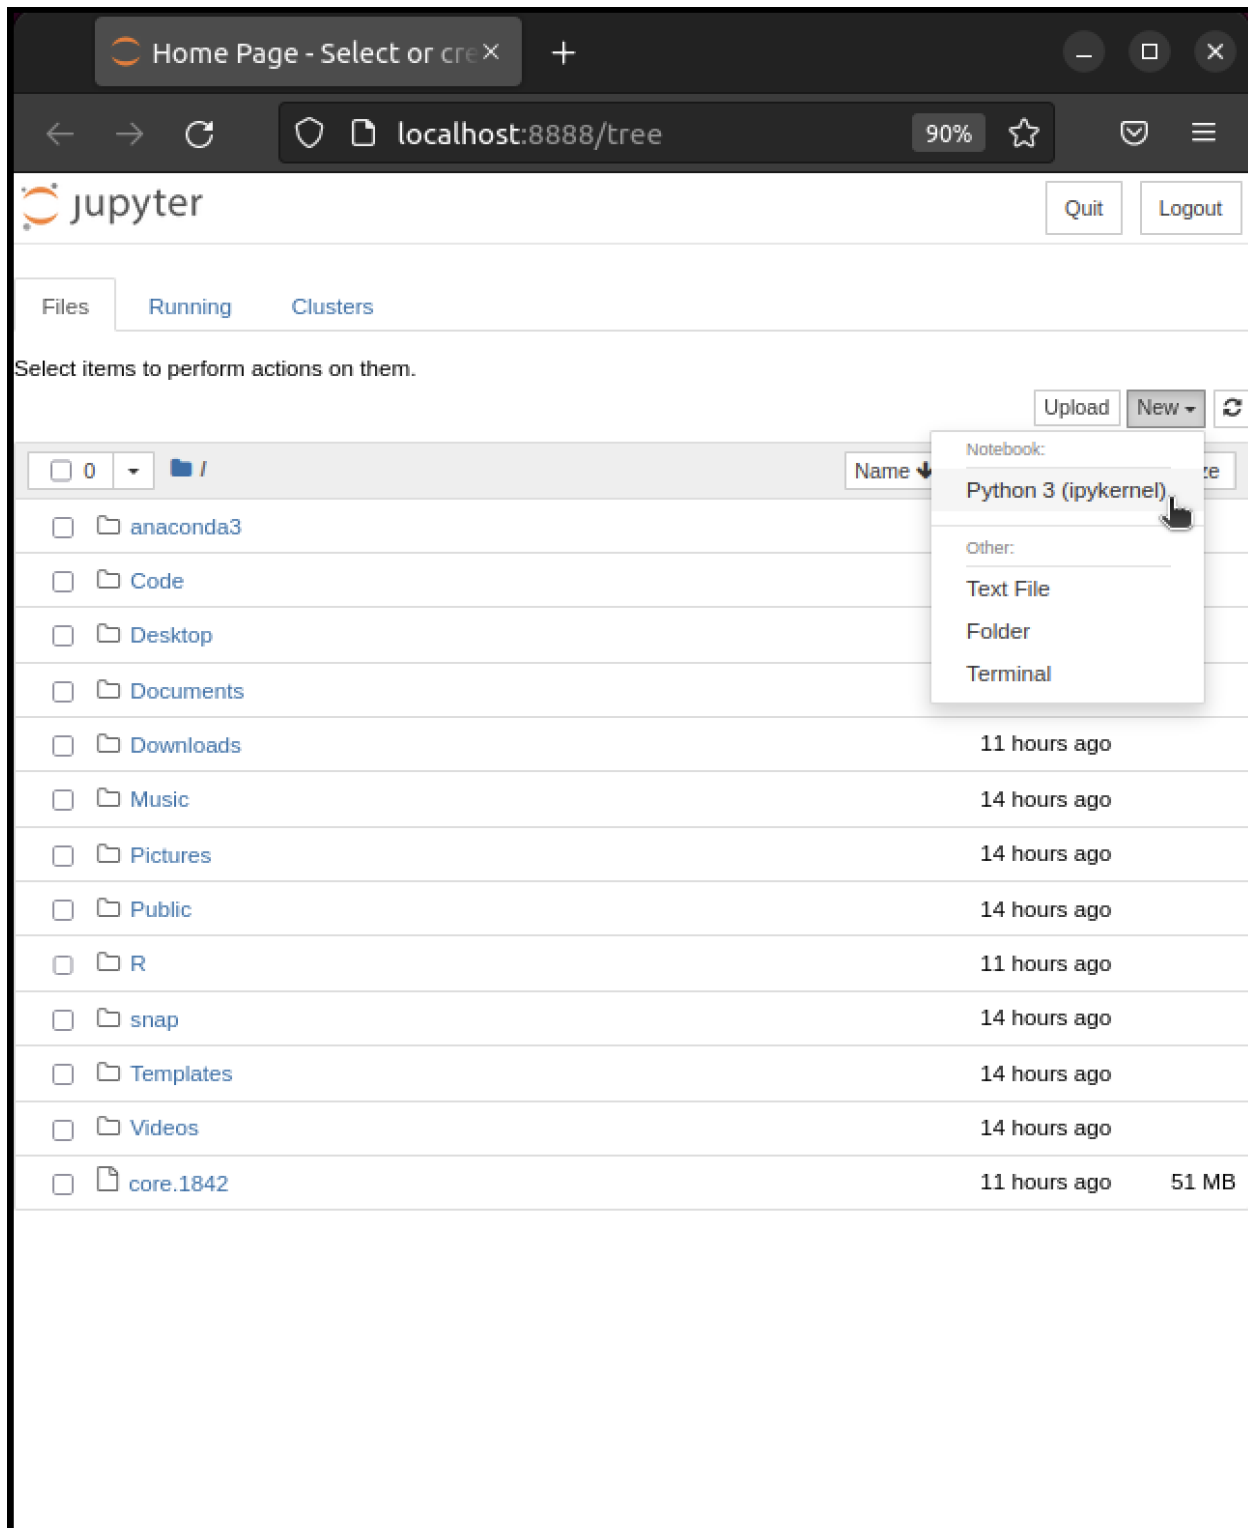 Home Page - Select or cre
localhost:8888/tree 90%
jupyter Quit Logout
Files Running Clusters
Select items to perform actions on them.
Upload New
0 / Name ze
Notebook:
Python 3 (ipykernel)
Other:
Text File
Folder
Terminal
anaconda3
Code
Desktop
Documents
Downloads 11 hours ago
Music 14 hours ago
Pictures 14 hours ago
Public 14 hours ago
R 11 hours ago
snap 14 hours ago
Templates 14 hours ago
Videos 14 hours ago
core.1842 11 hours ago 51 MB